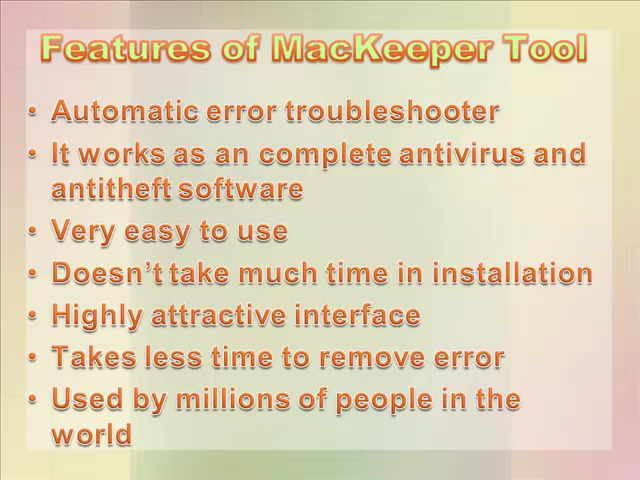 Features of MacKeeper Tool
• Automatic error troubleshooter
• It works as an complete antivirus and
antitheft software
• Very easy to use
• Doesn't take much time in installation
• Highly attractive interface
• Takes less time to remove error
• Used by millions of people in the
world